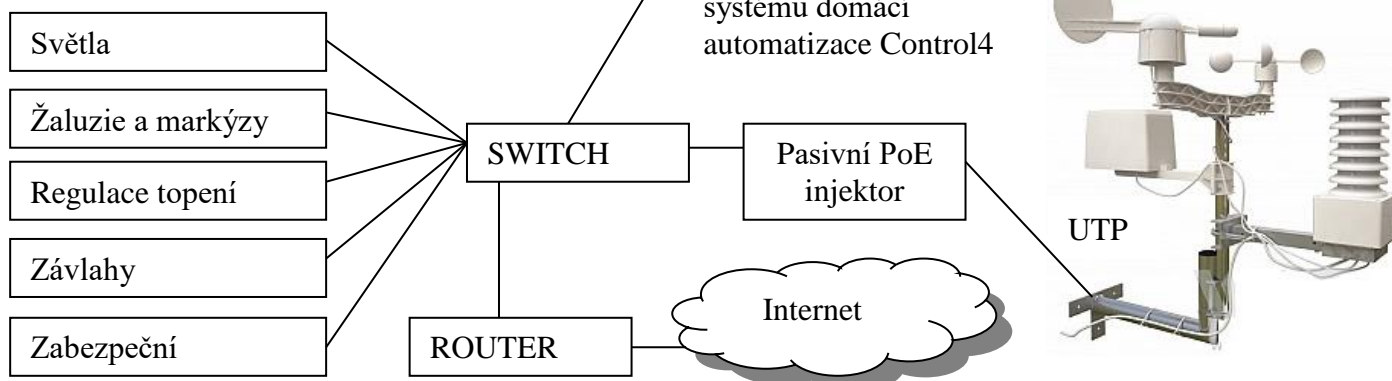 systému domácí
automatizace Control4
Světla
Žaluzie a markýzy
Regulace topení
Závlahy
Zabezpeční
SWITCH
Pasivní PoE
injektor
UTP
Internet
ROUTER